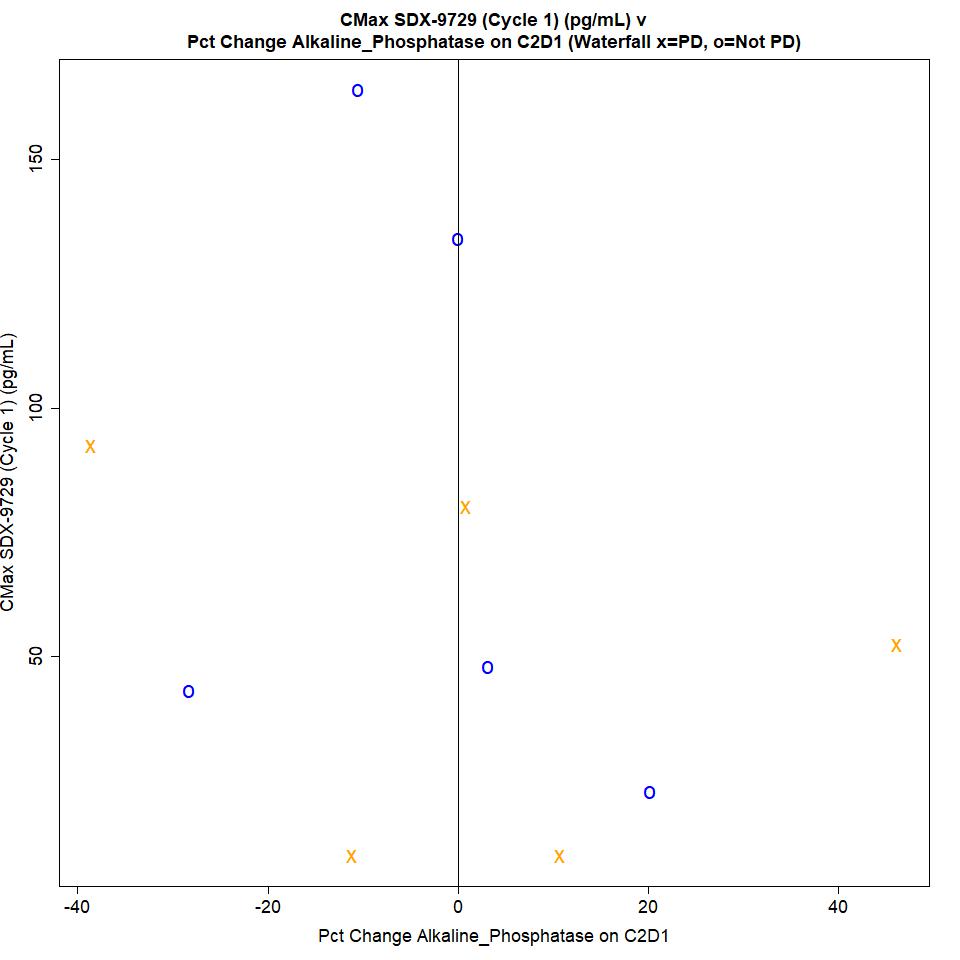 CMax SDX-9729 (Cycle 1) (pg/mL) v
Pct Change Alkaline_Phosphatase on C2D1 (Waterfall x=PD, o=Not PD)
CMax SDX-9729 (Cycle 1) (pg/mL)
150
100
50
O
O
X
X
X
O
O
O
X
X
-40
-20
0
20
40
Pct Change Alkaline_Phosphatase on C2D1